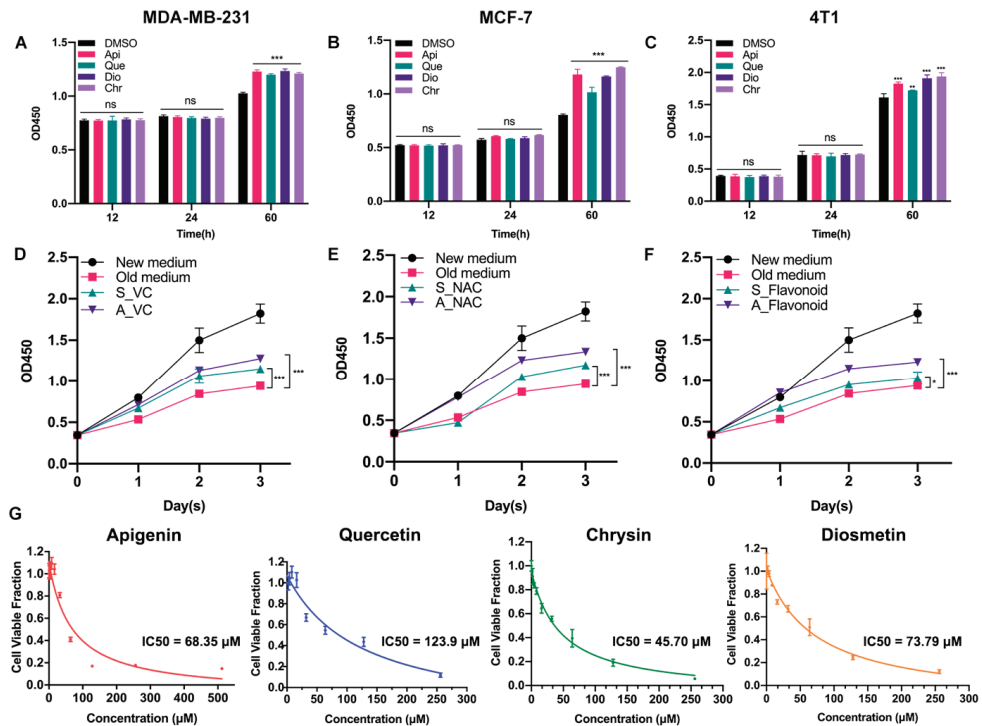 MDA-MB-231
MCF-7
4T1
A
DMSO
Api
Que
Dio
Chr
ns
ns
***
OD450
1.5
1.0
0.5
0.0
12
24
60
Time(h)
B
DMSO
Api
Que
Dio
Chr
ns
ns
***
OD450
1.5
1.0
0.5
0.0
12
24
60
Time(h)
C
DMSO
Api
Que
Dio
Chr
ns
ns
***
**
***
***
OD450
2.5
2.0
1.5
1.0
0.5
0.0
12
24
60
Time(h)
D
New medium
Old medium
S_VC
A_VC
OD450
2.5
2.0
1.5
1.0
0.5
0.0
0
1
2
3
Day(s)
***
***
E
New medium
Old medium
S_NAC
A_NAC
OD450
2.5
2.0
1.5
1.0
0.5
0.0
0
1
2
3
Day(s)
***
***
F
New medium
Old medium
S_Flavonoid
A_Flavonoid
OD450
2.5
2.0
1.5
1.0
0.5
0.0
0
1
2
3
Day(s)
*
***
G
Apigenin
Cell Viable Fraction
1.2
1.0
0.8
0.6
0.4
0.2
0.0
IC50 = 68.35 µM
0 100 200 300 400 500
Concentration (µM)
Quercetin
Cell Viable Fraction
1.2
1.0
0.8
0.6
0.4
0.2
0.0
IC50 = 123.9 µM
0 50 100 150 200 250 300
Concentration (µM)
Chrysin
Cell Viable Fraction
1.2
1.0
0.8
0.6
0.4
0.2
0.0
IC50 = 45.70 µM
0 50 100 150 200 250 300
Concentration (µM)
Diosmetin
Cell Viable Fraction
1.2
1.0
0.8
0.6
0.4
0.2
0.0
IC50 = 73.79 µM
0 50 100 150 200 250 300
Concentration (µM)